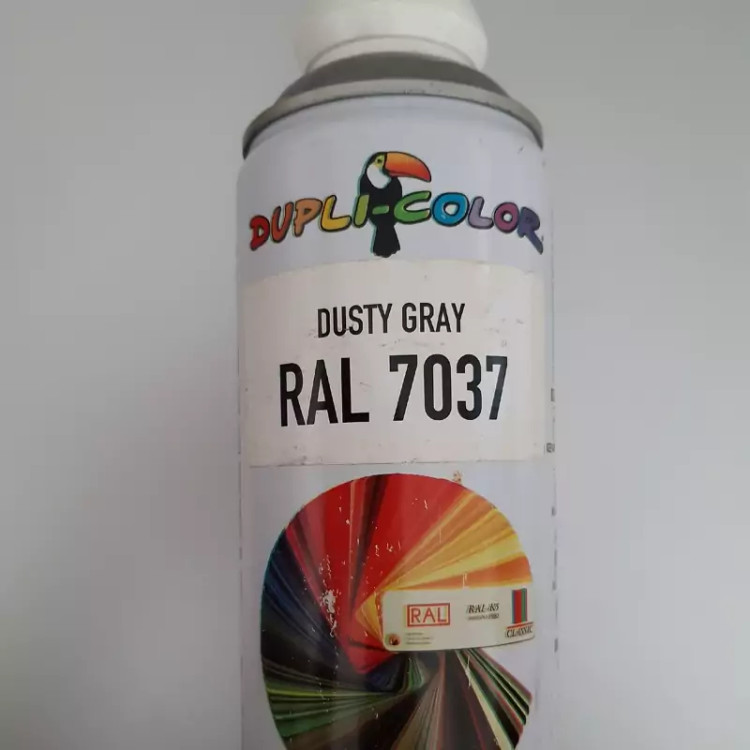 DUPLI-COLOR
DUSTY GRAY
RAL 7037
RAL
CLASSIC